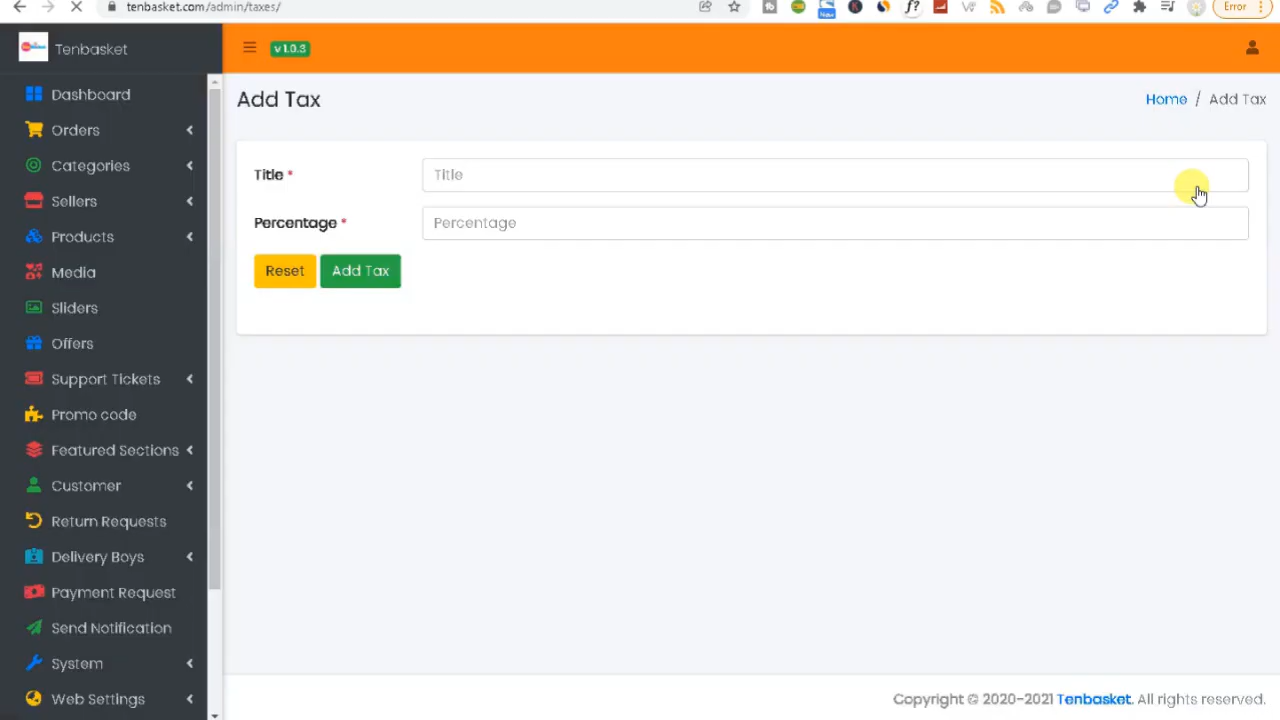 tenbasket.com/admin/taxes/
Error
Tenbasket
v1.0.3
Dashboard
Orders
Categories
Sellers
Products
Media
Sliders
Offers
Support Tickets
Promo code
Featured Sections
Customer
Return Requests
Delivery Boys
Payment Request
Send Notification
System
Web Settings
Add Tax
Home / Add Tax
Title *
Title
Percentage *
Percentage
Reset
Add Tax
Copyright © 2020-2021 Tenbasket. All rights reserved.